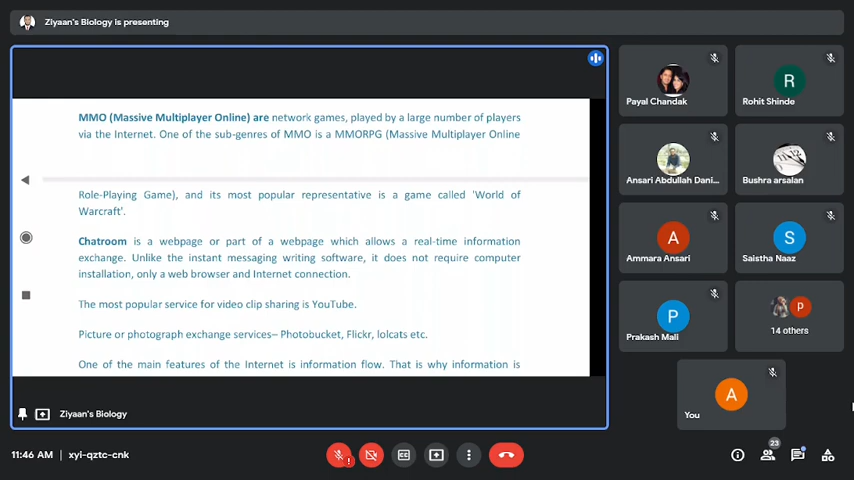 Ziyaan's Biology is presenting
MMO (Massive Multiplayer Online) are network games, played by a large number of players
via the Internet. One of the sub-genres of MMO is a MMORPG (Massive Multiplayer Online
Role-Playing Game), and its most popular representative is a game called 'World of
Warcraft'.
Chatroom is a webpage or part of a webpage which allows a real-time information
exchange. Unlike the instant messaging writing software, it does not require computer
installation, only a web browser and Internet connection.
The most popular service for video clip sharing is YouTube.
Picture or photograph exchange services– Photobucket, Flickr, lolcats etc.
One of the main features of the Internet is information flow. That is why information is
Ziyaan's Biology
Payal Chandak
R
Rohit Shinde
Ansari Abdullah Dani...
Bushra arsalan
A
Ammara Ansari
S
Saistha Naaz
P
Prakash Mali
p
14 others
A
You
11:46 AM | xyi-qztc-cnk
23